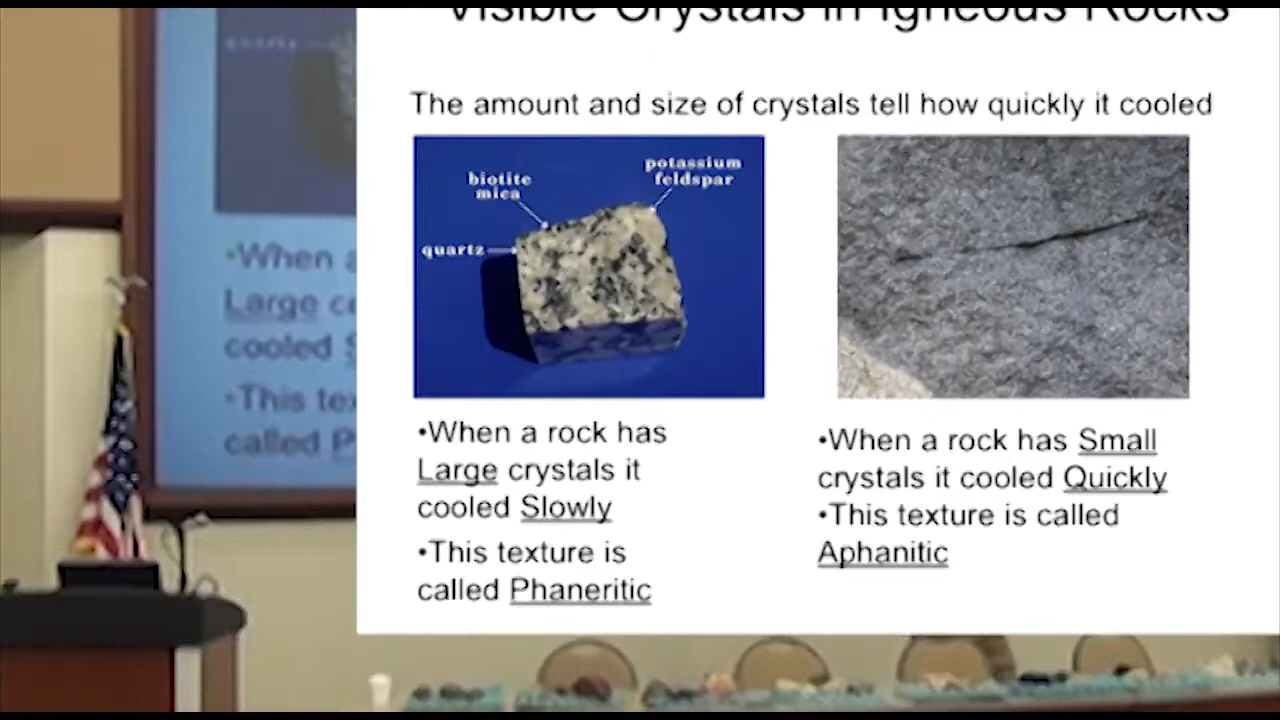 Visible Crystals in Igneous Rocks
The amount and size of crystals tell how quickly it cooled
biotite
mica
potassium
feldspar
quartz
•When a rock has
Large crystals it
cooled Slowly
•This texture is
called Phaneritic
•When a rock has Small
crystals it cooled Quickly
•This texture is called
Aphanitic
quartz
•When
Large
cooled
•This
called